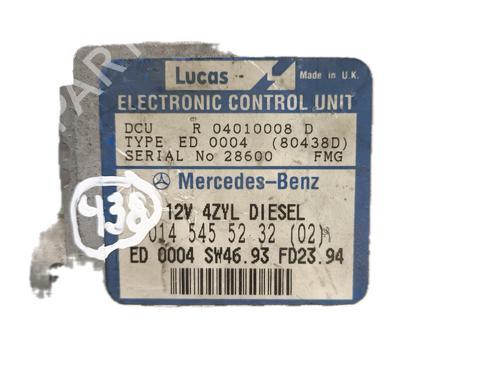 Lucas
Made in U.K.
ELECTRONIC CONTROL UNIT
DCU R 04010008 D
TYPE ED 0004 (80438D)
SERIAL No 28600 FMG
Mercedes-Benz
12V 4ZYL DIESEL
014 545 52 32 (02)
ED 0004 SW46.93 FD23.94
438